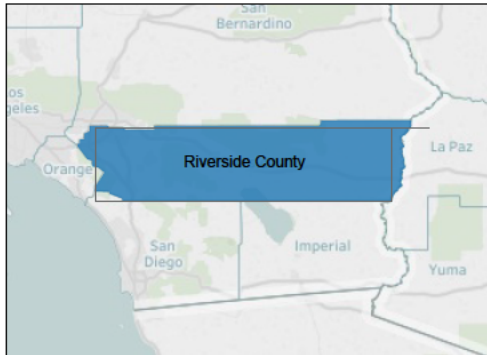 San
Bernardino
os
geles
Orange
Riverside County
La Paz
San
Diego
Imperial
Yuma